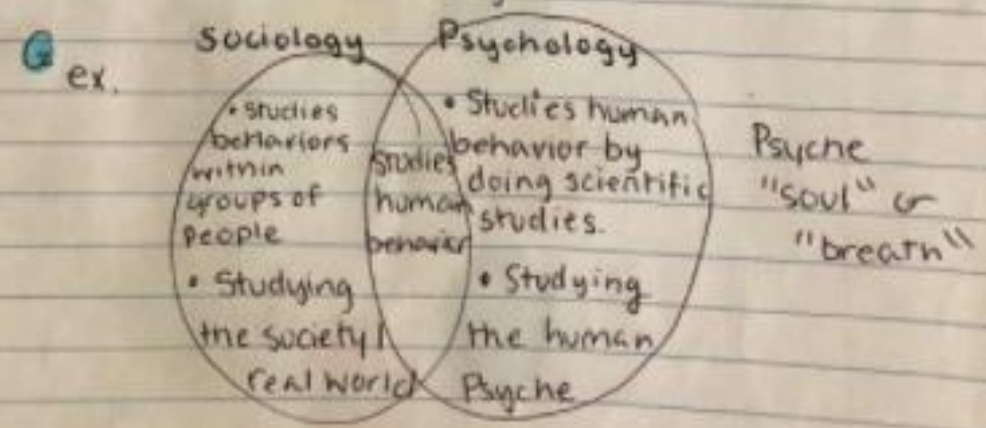 G ex.
Sociology
• studies
behaviors
within
groups of
people
• Studying
the society/
real world
studies
human
behavior
Psychology
• Studies human
behavior by
doing scientific
studies.
• Studying
the human
Psyche
Psyche
"soul" or
"breath"